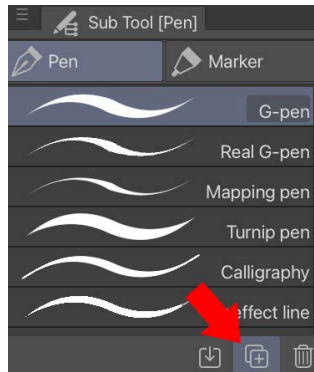 Sub Tool [Pen]
Pen
Marker
G-pen
Real G-pen
Mapping pen
Turnip pen
Calligraphy
effect line